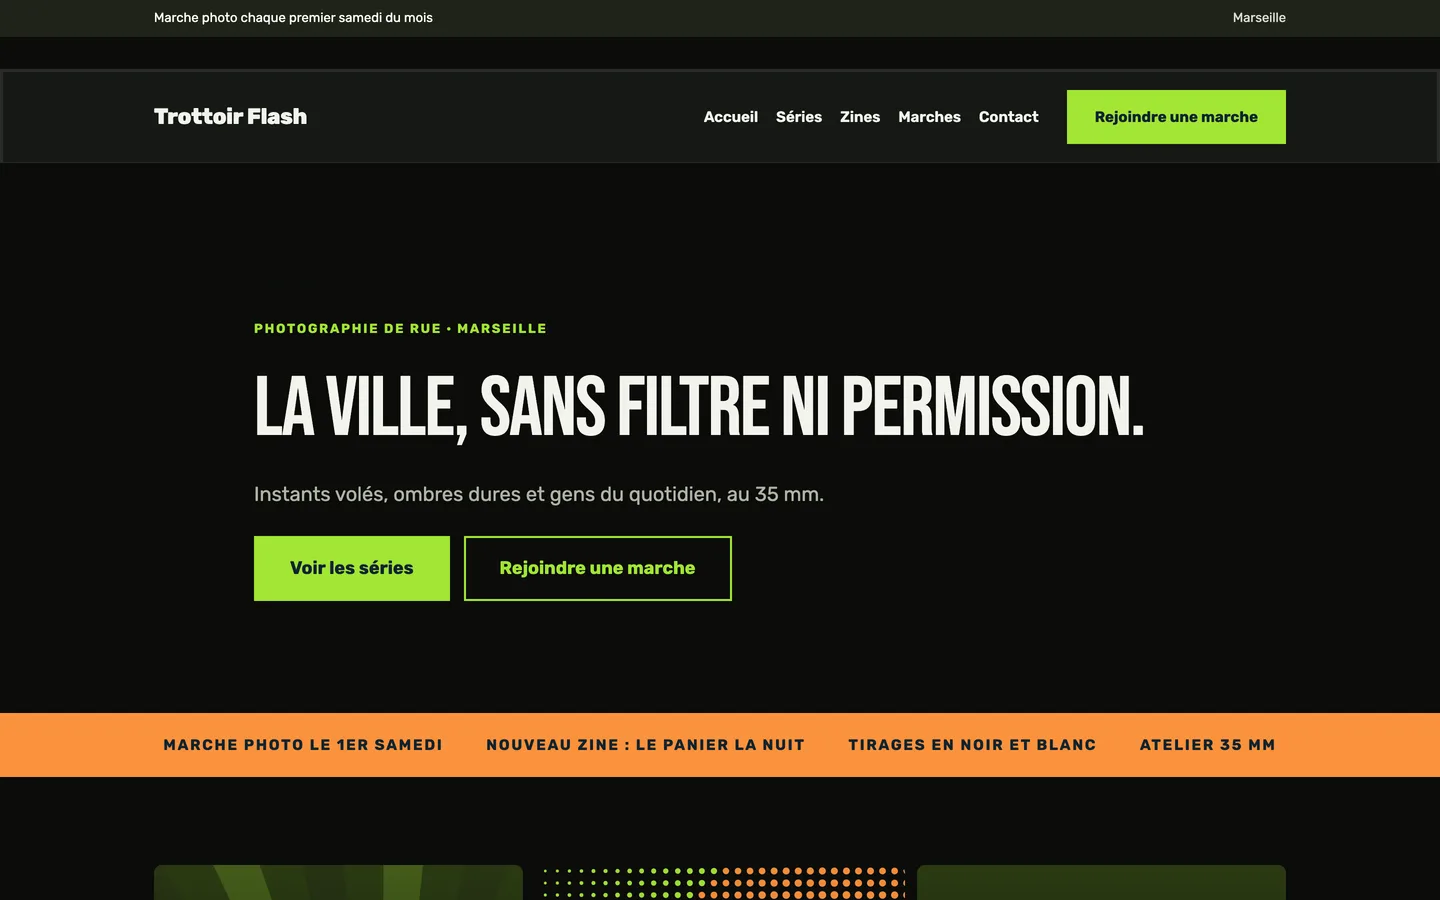 Marche photo chaque premier samedi du mois
Marseille
Trottoir Flash
Accueil
Séries
Zines
Marches
Contact
Rejoindre une marche
PHOTOGRAPHIE DE RUE • MARSEILLE
LA VILLE, SANS FILTRE NI PERMISSION.
Instants volés, ombres dures et gens du quotidien, au 35 mm.
Voir les séries
Rejoindre une marche
MARCHE PHOTO LE 1ER SAMEDI
NOUVEAU ZINE : LE PANIER LA NUIT
TIRAGES EN NOIR ET BLANC
ATELIER 35 MM